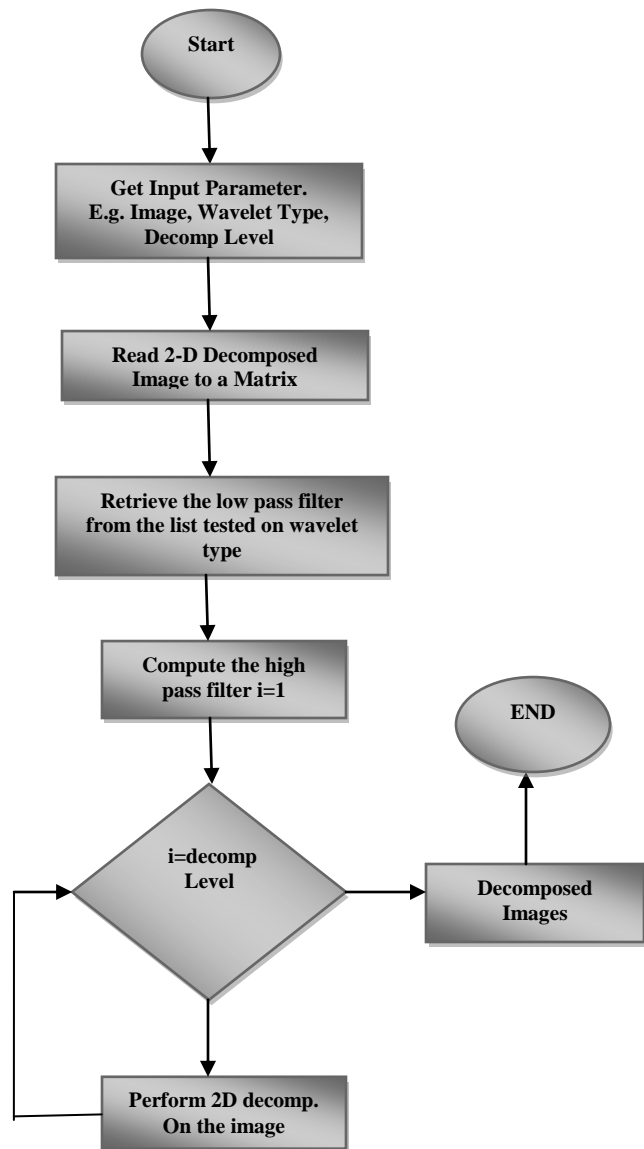 Start
Get Input Parameter.
E.g. Image, Wavelet Type,
Decomp Level
Read 2-D Decomposed
Image to a Matrix
Retrieve the low pass filter
from the list tested on wavelet
type
Compute the high
pass filter i=1
i=decomp
Level
Perform 2D decomp.
On the image
Decomposed
Images
END